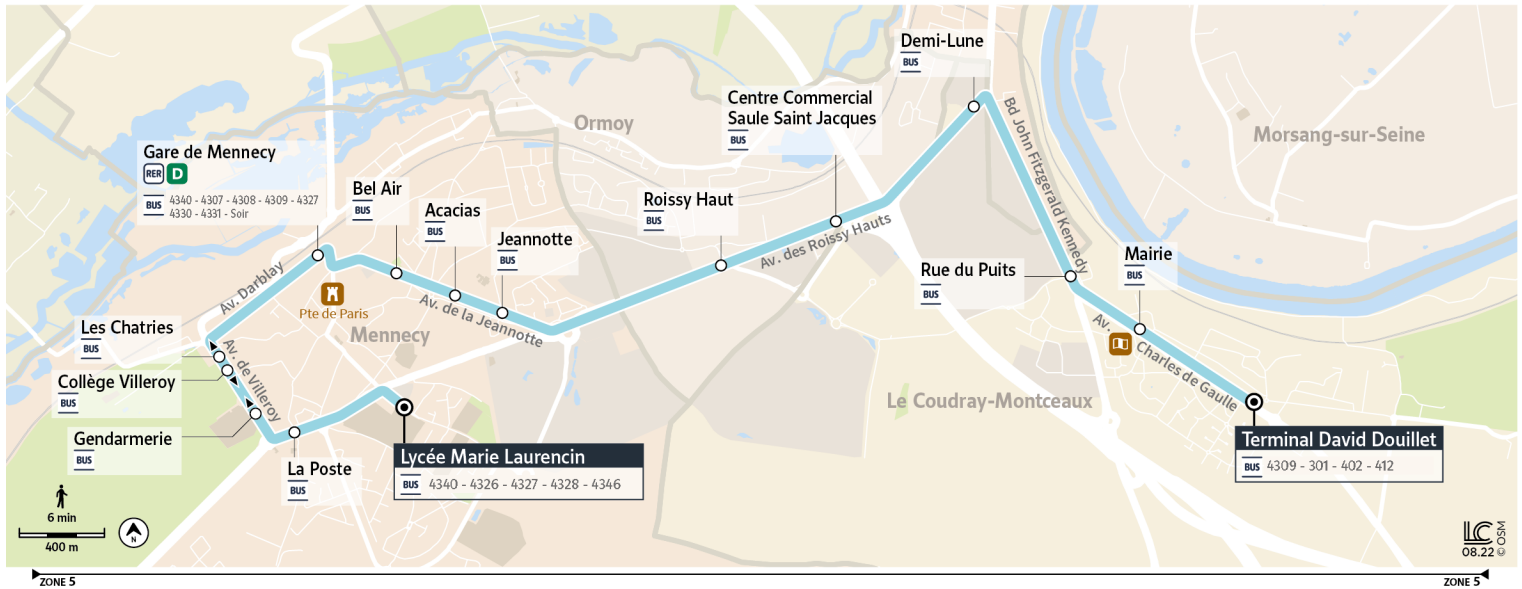 Demi-Lune
BUS
Centre Commercial
Saule Saint Jacques
BUS
Bd John Fitzgerald Kennedy
Ormoy
Morsang-sur-Seine
Gare de Mennecy
RER D
BUS 4340 - 4307 - 4308 - 4309 - 4327
4330 - 4331 - Soir
Bel Air
BUS
Acacias
BUS
Jeannotte
BUS
Roissy Haut
BUS
Av. des Roissy Hauts
Rue du Puits
BUS
Mairie
BUS
Av. Darblay
Pte de Paris
Mennecy
Av. de la Jeannotte
Les Chatries
BUS
Av. de Villeroy
Collège Villeroy
BUS
Gendarmerie
BUS
La Poste
BUS
Lycée Marie Laurencin
BUS 4340 - 4326 - 4327 - 4328 - 4346
Le Coudray-Montceaux
Av. Charles de Gaulle
Terminal David Douillet
BUS 4309 - 301 - 402 - 412
6 min
400 m
N
LC
08.22 © OSM
ZONE 5
ZONE 5